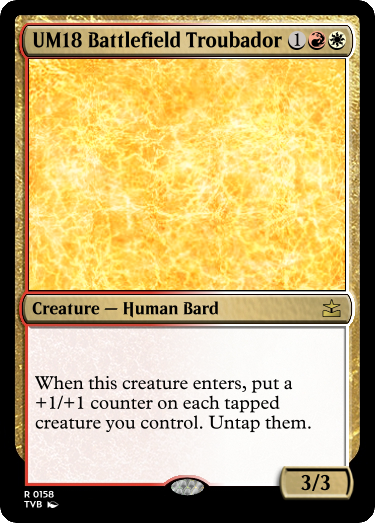 UM18 Battlefield Troubador 1
Creature — Human Bard
When this creature enters, put a
+1/+1 counter on each tapped
creature you control. Untap them.
3/3
R 0158
TVB